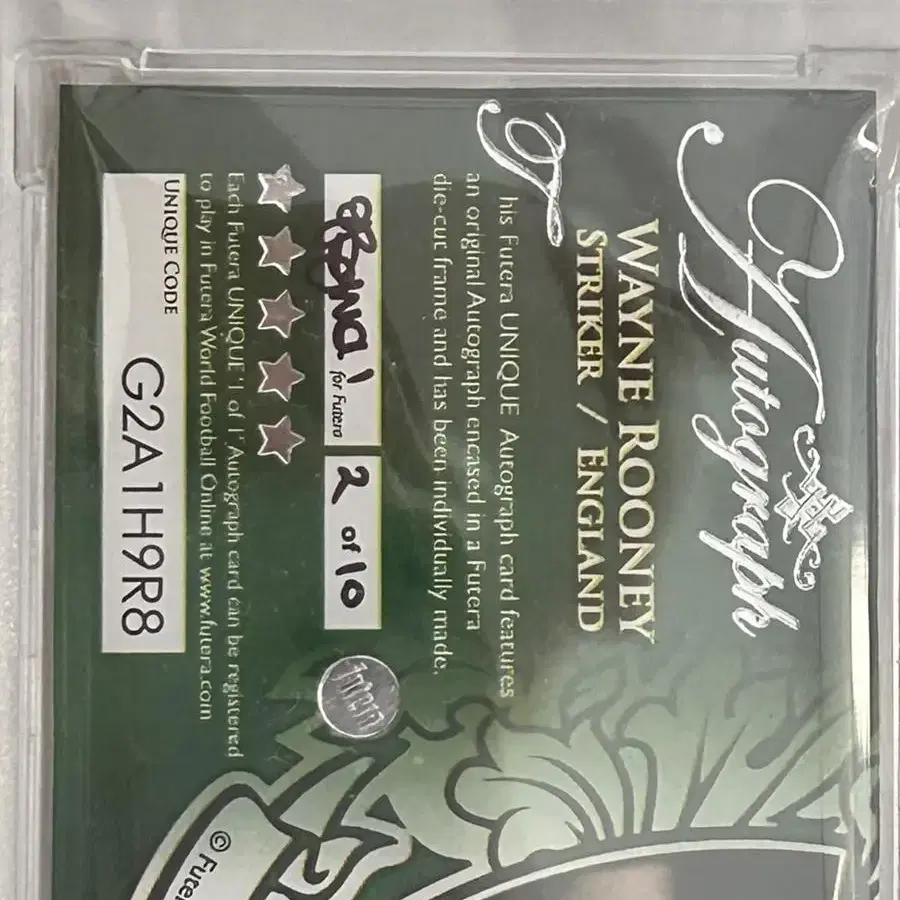 Autograph
WAYNE ROONEY
STRIKER / ENGLAND
This Futera UNIQUE Autograph card features
an original Autograph encased in a Futera
die-cut frame and has been individually made.
for Futera
2 of 10
futera
Each Futera UNIQUE '1 of 1' Autograph card can be registered
to play in Futera World Football Online at www.futera.com
UNIQUE CODE
G2A1H9R8
©